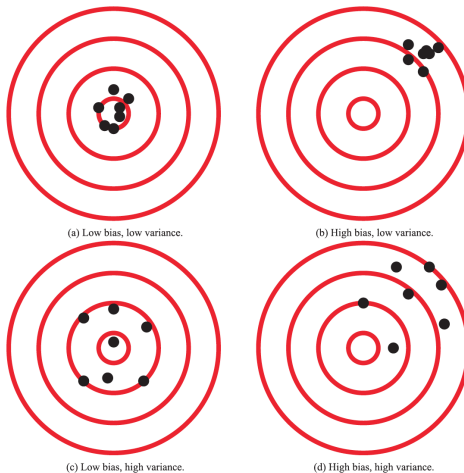 (a) Low bias, low variance.
(b) High bias, low variance.
(c) Low bias, high variance.
(d) High bias, high variance.